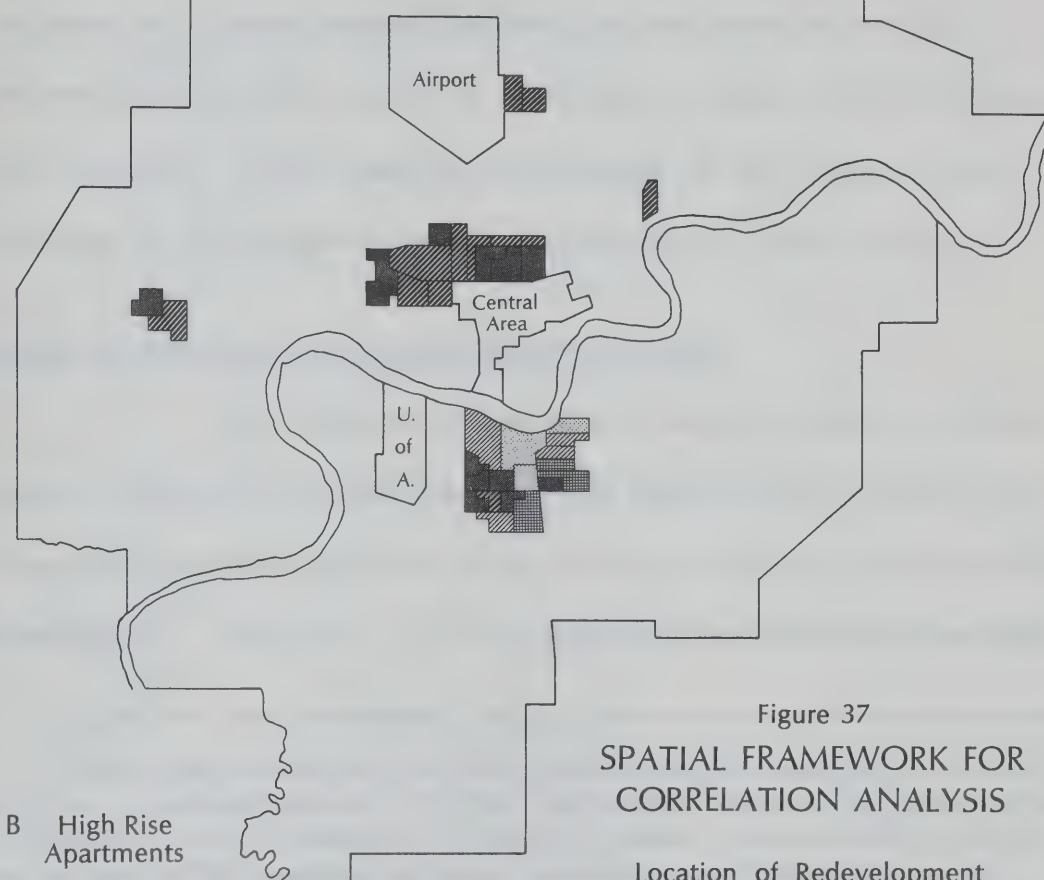 Airport
Central
Area
U.
of
A.
Figure 37
SPATIAL FRAMEWORK FOR
CORRELATION ANALYSIS
B High Rise
Apartments
Location of Redevelopment